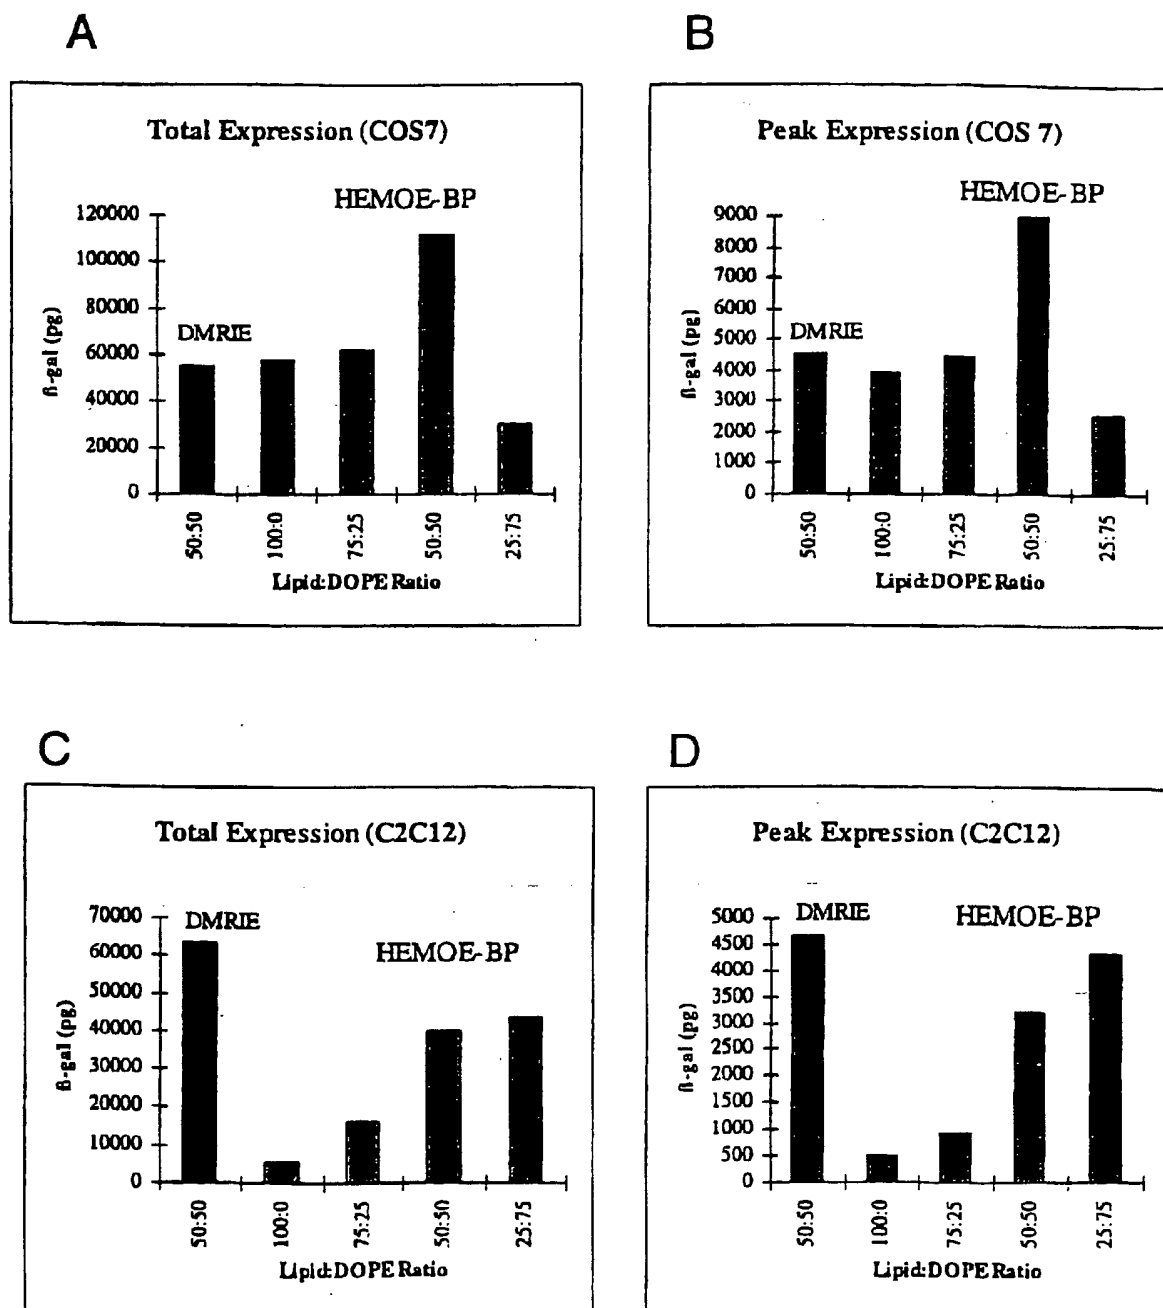 A
Total Expression (COS7)
HEMOE-BP
DMRIE
ß-gal (pg)
120000
100000
80000
60000
40000
20000
0
50:50
100:0
75:25
50:50
25:75
Lipid:DOPE Ratio
B
Peak Expression (COS 7)
HEMOE-BP
DMRIE
ß-gal (pg)
9000
8000
7000
6000
5000
4000
3000
2000
1000
0
50:50
100:0
75:25
50:50
25:75
Lipid:DOPE Ratio
C
Total Expression (C2C12)
DMRIE
HEMOE-BP
ß-gal (pg)
70000
60000
50000
40000
30000
20000
10000
0
50:50
100:0
75:25
50:50
25:75
Lipid:DOPE Ratio
D
Peak Expression (C2C12)
DMRIE
HEMOE-BP
ß-gal (pg)
5000
4500
4000
3500
3000
2500
2000
1500
1000
500
0
50:50
100:0
75:25
50:50
25:75
Lipid:DOPE Ratio